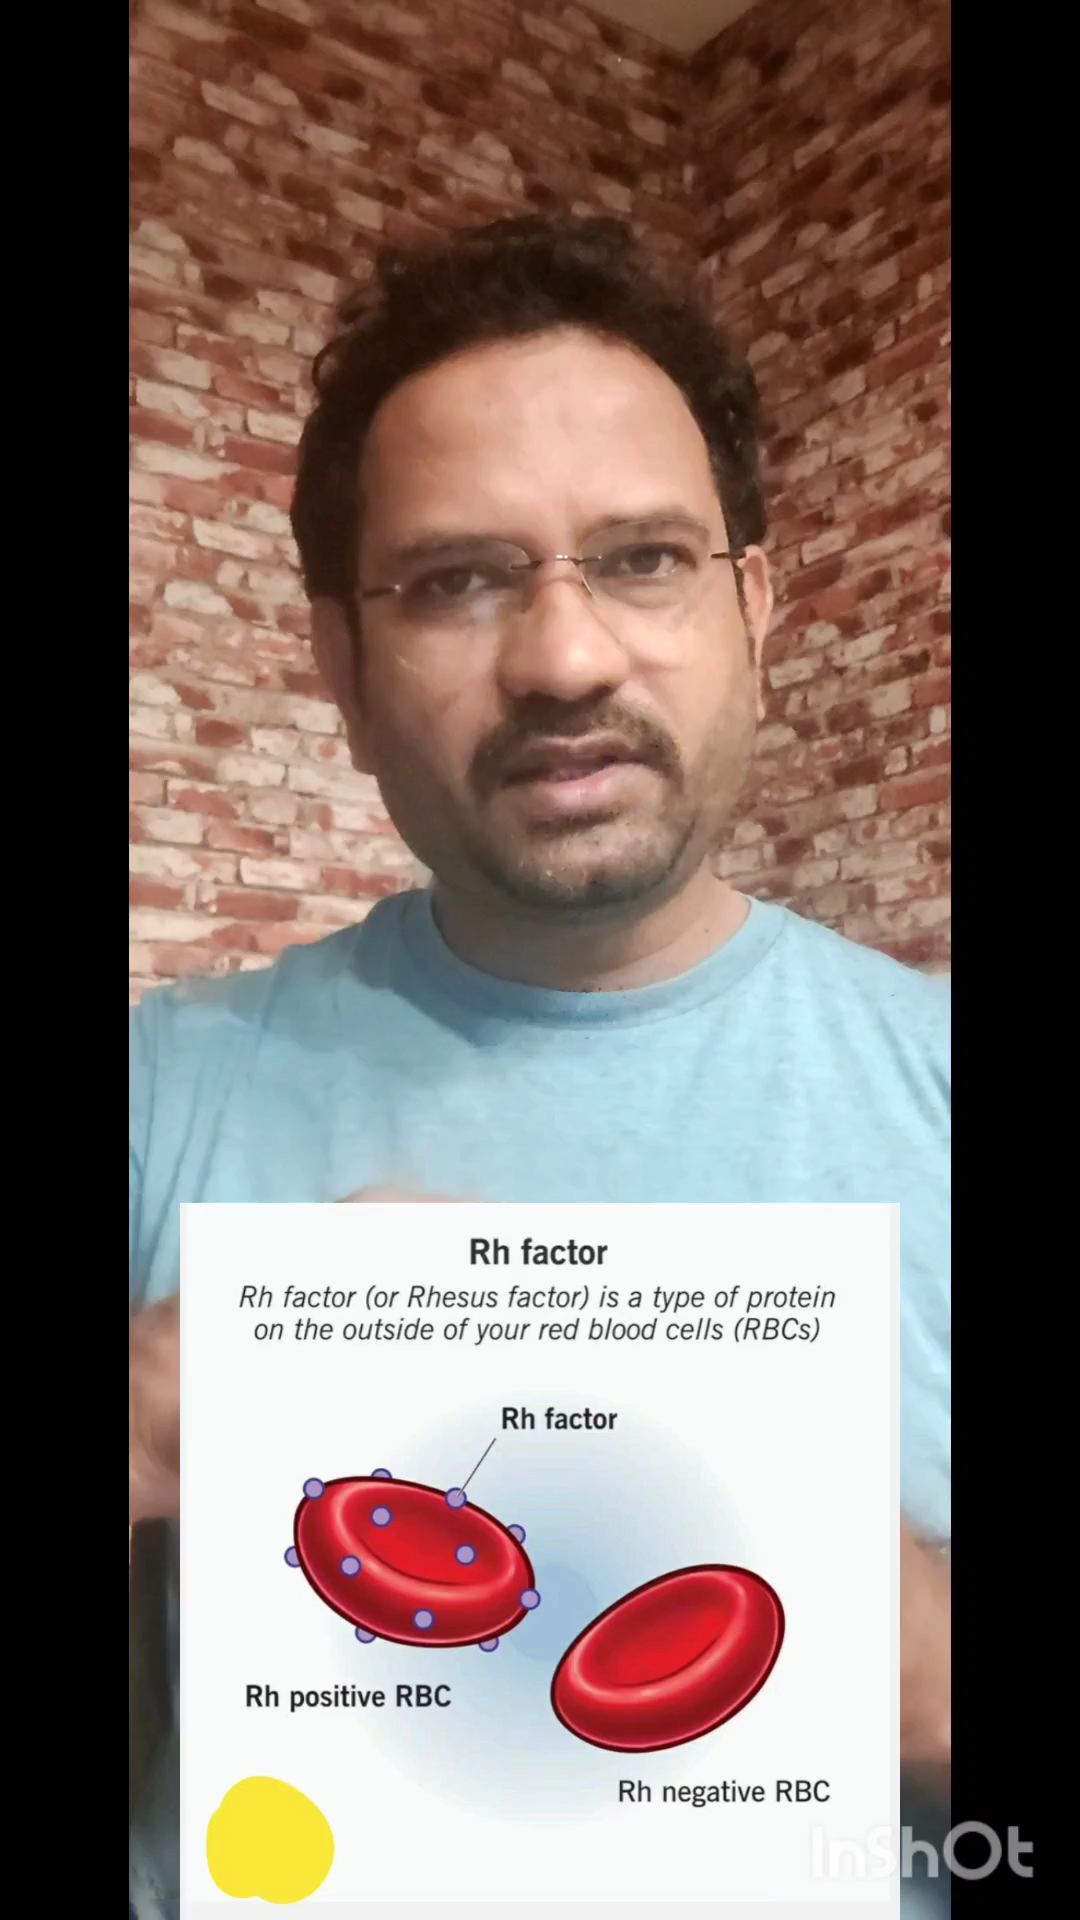 Rh factor
Rh factor (or Rhesus factor) is a type of protein
on the outside of your red blood cells (RBCs)
Rh factor
Rh positive RBC
Rh negative RBC
InShOt